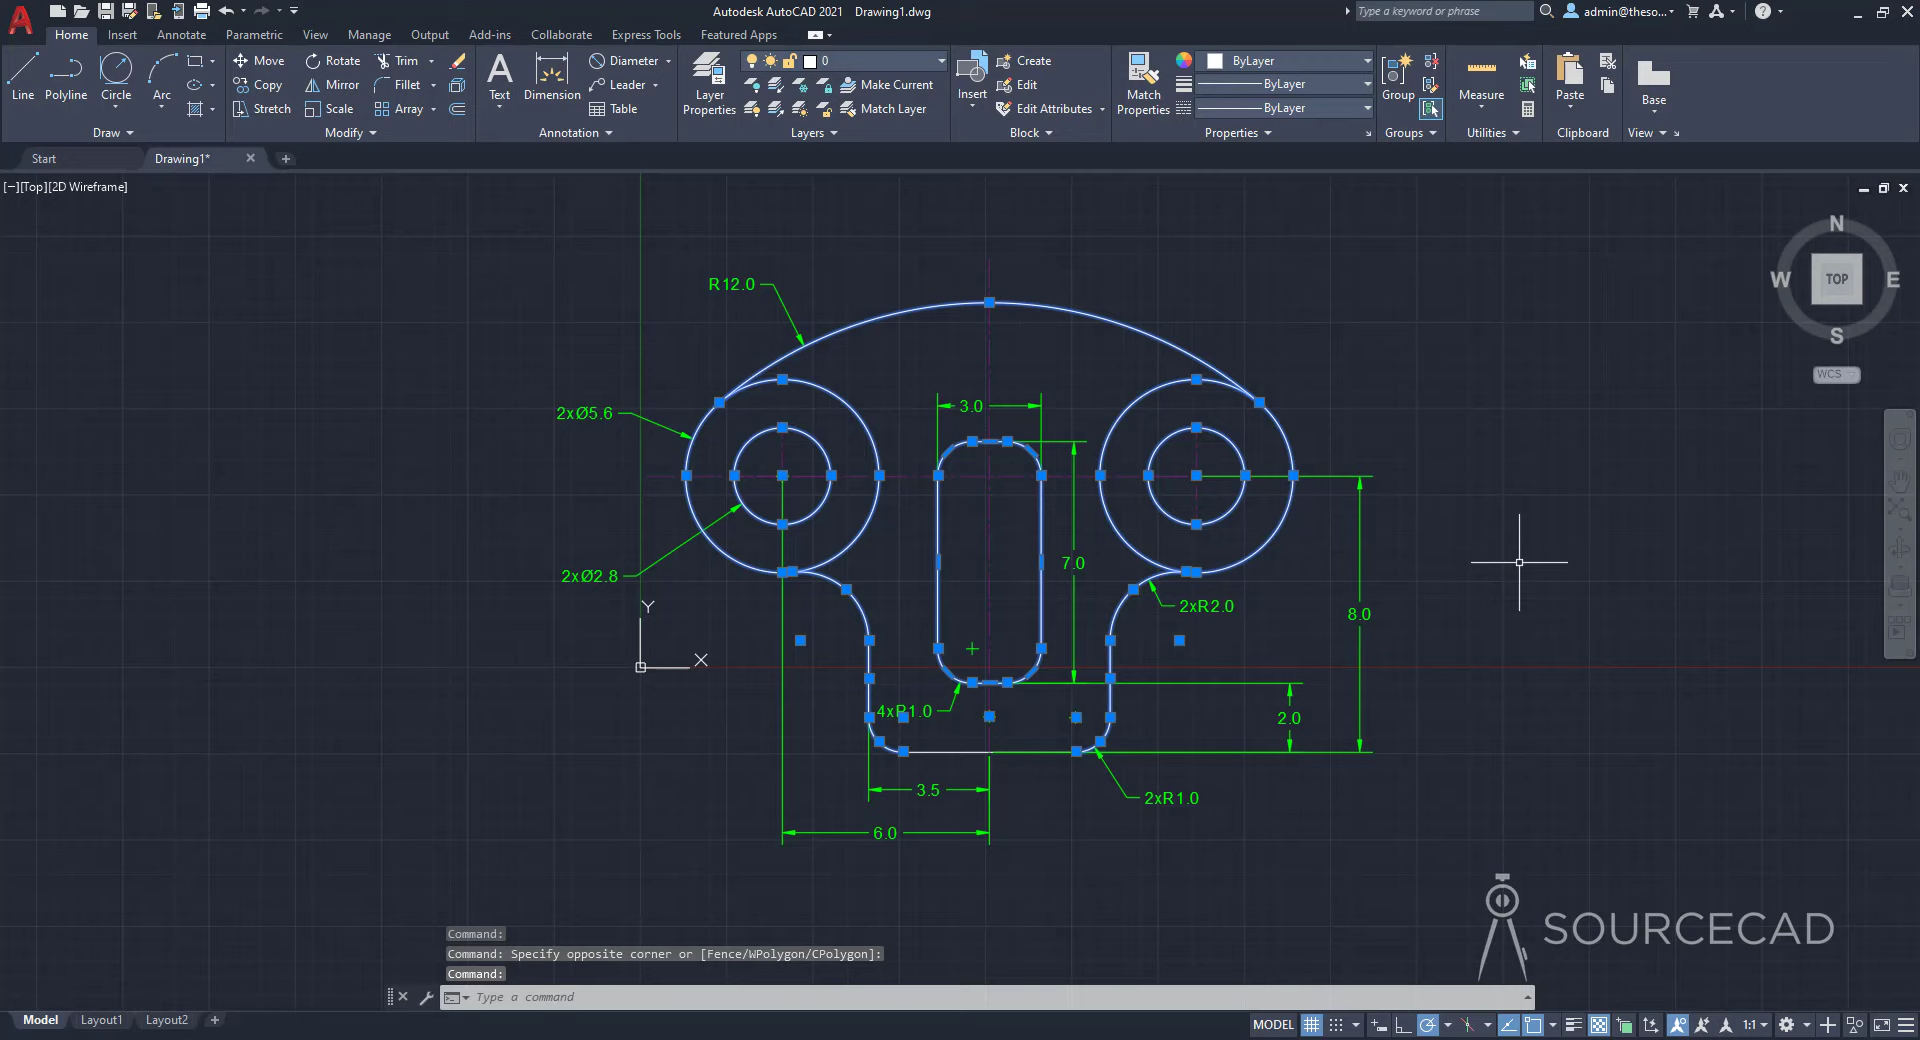 Autodesk AutoCAD 2021 Drawing1.dwg
Type a keyword or phrase
admin@theso...
Home Insert Annotate Parametric View Manage Output Add-ins Collaborate Express Tools Featured Apps
Line Polyline Circle Arc
Draw
Move Rotate Trim
Copy Mirror Fillet
Stretch Scale Array
Modify
Text Dimension
Diameter
Leader
Table
Annotation
Layer Properties
0
Make Current
Match Layer
Layers
Insert
Create
Edit
Edit Attributes
Block
Match Properties
ByLayer
ByLayer
ByLayer
Properties
Group
Groups
Measure
Utilities
Paste
Clipboard
Base
View
Start Drawing1*
[−][Top][2D Wireframe]
N
W TOP E
S
WCS
R12.0
2xØ5.6
3.0
2xØ2.8
7.0
2xR2.0
8.0
Y
X
4xR1.0
2.0
3.5
2xR1.0
6.0
SOURCECAD
Command:
Command: Specify opposite corner or [Fence/WPolygon/CPolygon]:
Command:
Type a command
Model Layout1 Layout2
MODEL
1:1